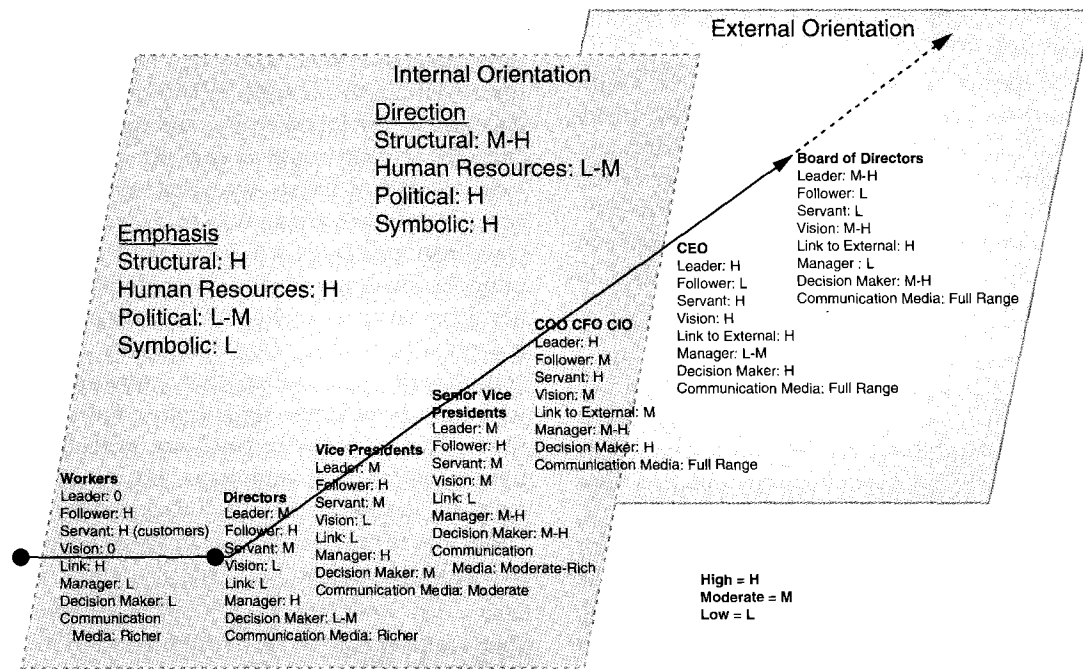 External Orientation
Internal Orientation
Direction
Structural: M-H
Human Resources: L-M
Political: H
Symbolic: H
Emphasis
Structural: H
Human Resources: H
Political: L-M
Symbolic: L
Workers
Leader: 0
Follower: H
Servant: H (customers)
Vision: 0
Link: H
Manager: L
Decision Maker: L
Communication
Media: Richer
Directors
Leader: M
Follower: H
Servant: M
Vision: L
Link: L
Manager: H
Decision Maker: L-M
Communication Media: Richer
Vice Presidents
Leader: M
Follower: H
Servant: M
Vision: L
Link: L
Manager: H
Decision Maker: M
Communication Media: Moderate
Senior Vice
Presidents
Leader: M
Follower: H
Servant: M
Vision: M
Link: L
Manager: M-H
Decision Maker: M-H
Communication
Media: Moderate-Rich
COO CFO CIO
Leader: H
Follower: M
Servant: H
Vision: M
Link to External: M
Manager: M-H
Decision Maker: H
Communication Media: Full Range
CEO
Leader: H
Follower: L
Servant: H
Vision: H
Link to External: H
Manager: L-M
Decision Maker: H
Communication Media: Full Range
Board of Directors
Leader: M-H
Follower: L
Servant: L
Vision: M-H
Link to External: H
Manager : L
Decision Maker: M-H
Communication Media: Full Range
High = H
Moderate = M
Low = L